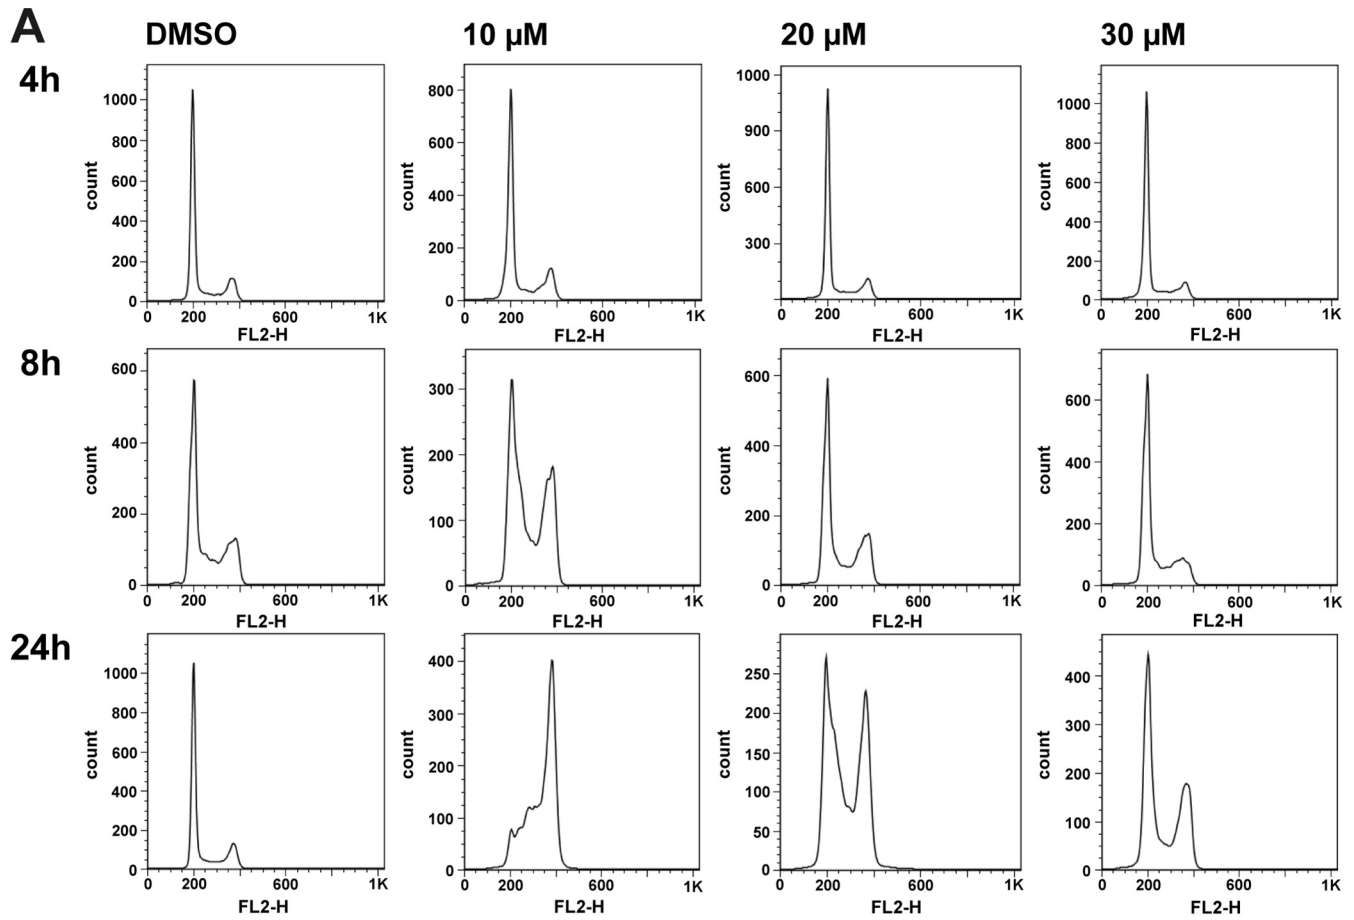 A
DMSO 10 µM 20 µM 30 µM
4h
1000 800 600 400 200 0
count
0 200 600 1K
FL2-H
800 600 400 200 0
count
0 200 600 1K
FL2-H
1000 900 600 300
count
0 200 600 1K
FL2-H
1000 800 600 400 200 0
count
0 200 600 1K
FL2-H
8h
600 400 200 0
count
0 200 600 1K
FL2-H
300 200 100 0
count
0 200 600 1K
FL2-H
600 400 200 0
count
0 200 600 1K
FL2-H
600 400 200 0
count
0 200 600 1K
FL2-H
24h
1000 800 600 400 200 0
count
0 200 600 1K
FL2-H
400 300 200 100 0
count
0 200 600 1K
FL2-H
250 200 150 100 50 0
count
0 200 600 1K
FL2-H
400 300 200 100 0
count
0 200 600 1K
FL2-H